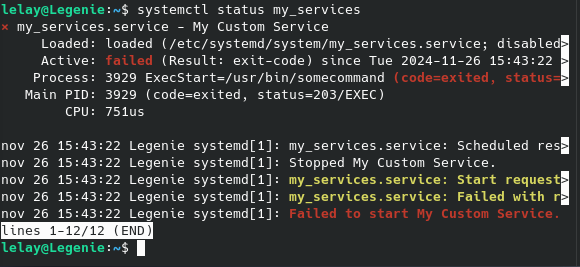 lelay@Legenie:~$ systemctl status my_services
× my_services.service - My Custom Service
Loaded: loaded (/etc/systemd/system/my_services.service; disabled>
Active: failed (Result: exit-code) since Tue 2024-11-26 15:43:22 >
Process: 3929 ExecStart=/usr/bin/somecommand (code=exited, status=>
Main PID: 3929 (code=exited, status=203/EXEC)
CPU: 751us

nov 26 15:43:22 Legenie systemd[1]: my_services.service: Scheduled res>
nov 26 15:43:22 Legenie systemd[1]: Stopped My Custom Service.
nov 26 15:43:22 Legenie systemd[1]: my_services.service: Start request>
nov 26 15:43:22 Legenie systemd[1]: my_services.service: Failed with r>
nov 26 15:43:22 Legenie systemd[1]: Failed to start My Custom Service.
lines 1-12/12 (END)
lelay@Legenie:~$